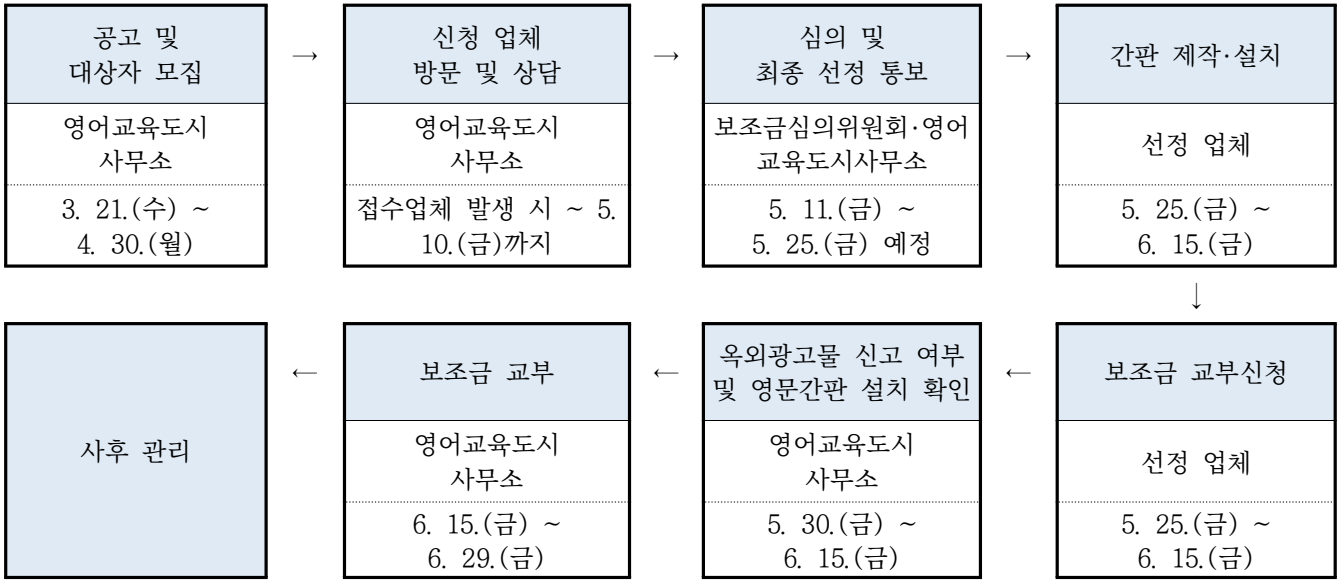 공고 및
대상자 모집
영어교육도시
사무소
3. 21.(수) ~
4. 30.(월)
→
신청 업체
방문 및 상담
영어교육도시
사무소
접수업체 발생 시 ~ 5.
10.(금)까지
→
심의 및
최종 선정 통보
보조금심의위원회·영어
교육도시사무소
5. 11.(금) ~
5. 25.(금) 예정
→
간판 제작·설치
선정 업체
5. 25.(금) ~
6. 15.(금)
↓
보조금 교부신청
선정 업체
5. 25.(금) ~
6. 15.(금)
←
옥외광고물 신고 여부
및 영문간판 설치 확인
영어교육도시
사무소
5. 30.(금) ~
6. 15.(금)
←
보조금 교부
영어교육도시
사무소
6. 15.(금) ~
6. 29.(금)
←
사후 관리